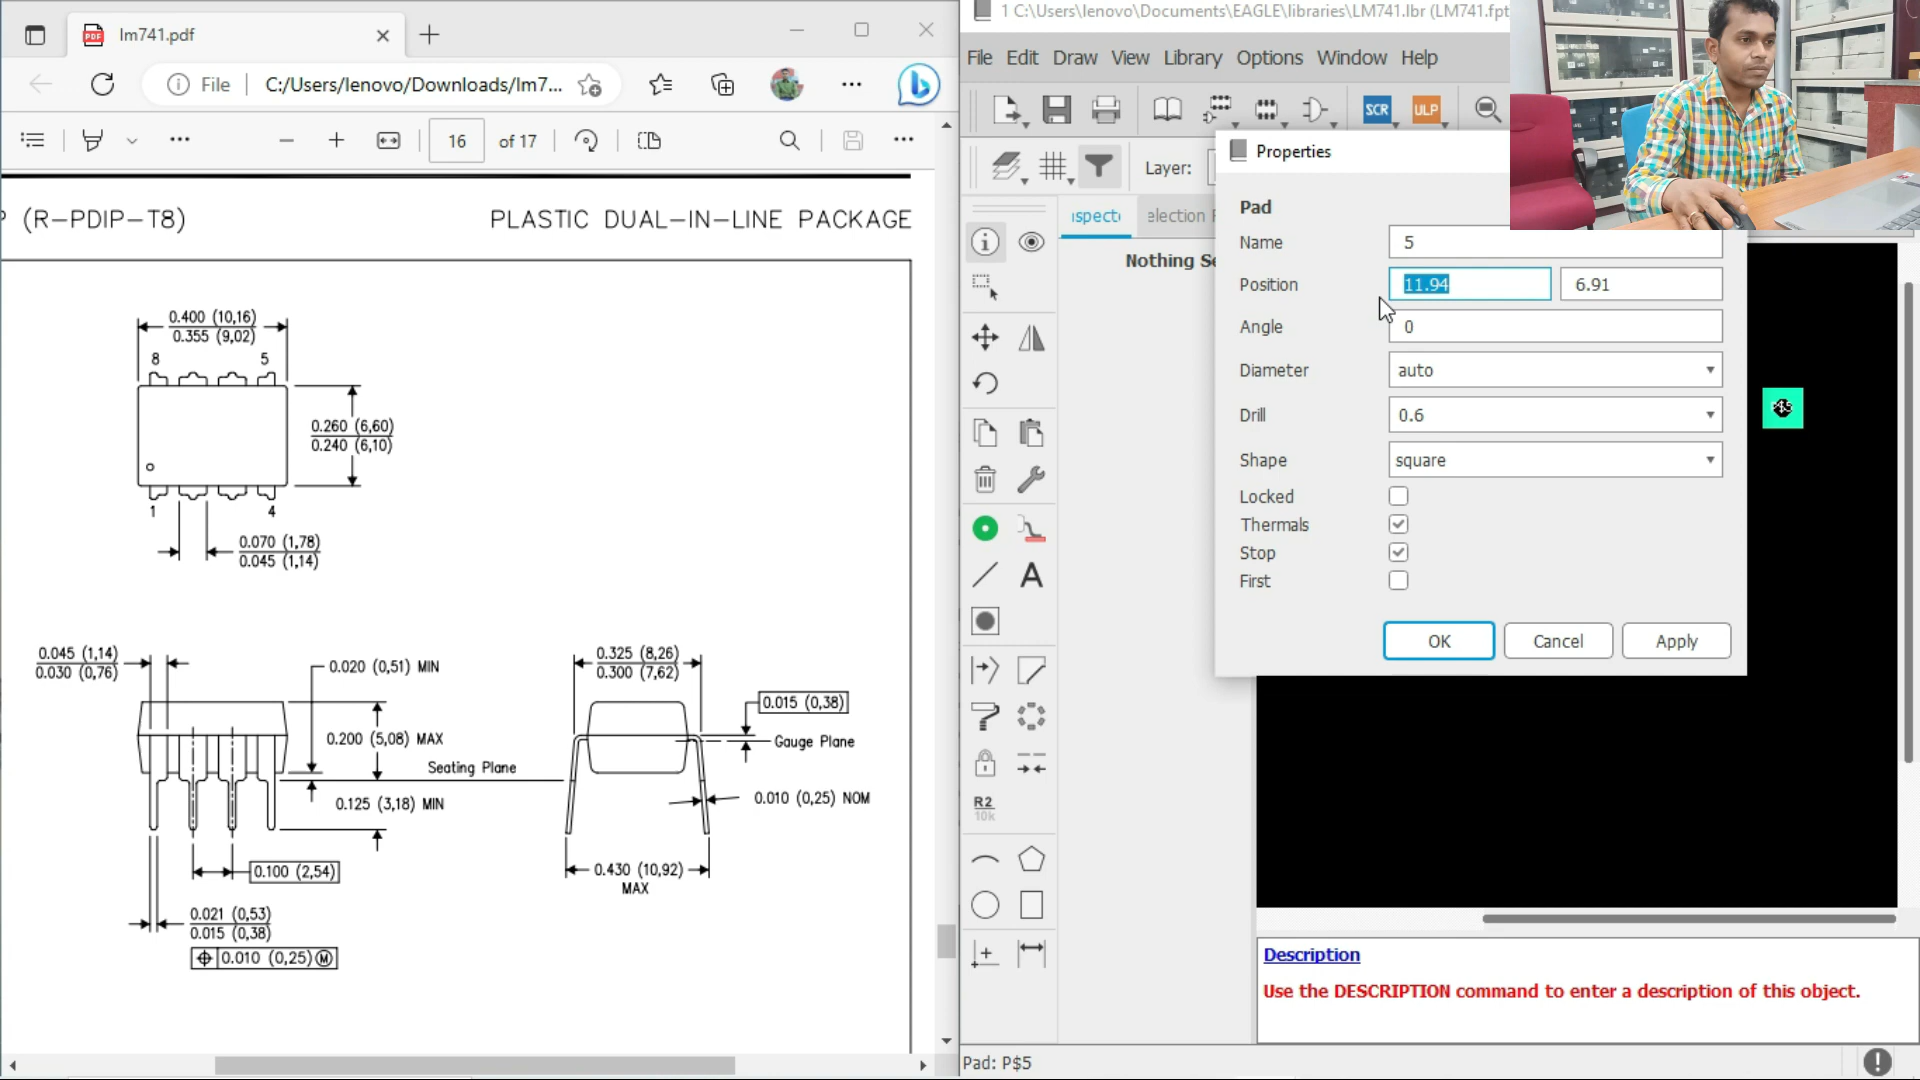 lm741.pdf
File
C:/Users/lenovo/Downloads/lm7...
16
of 17
P (R-PDIP-T8)
PLASTIC DUAL-IN-LINE PACKAGE
0.400 (10,16)
0.355 (9,02)
8
5
0.260 (6,60)
0.240 (6,10)
1
4
0.070 (1,78)
0.045 (1,14)
0.045 (1,14)
0.030 (0,76)
0.020 (0,51) MIN
0.325 (8,26)
0.300 (7,62)
0.015 (0,38)
0.200 (5,08) MAX
Gauge Plane
Seating Plane
0.125 (3,18) MIN
0.010 (0,25) NOM
0.100 (2,54)
0.430 (10,92)
MAX
0.021 (0,53)
0.015 (0,38)
0.010 (0,25) M
1 C:\Users\lenovo\Documents\EAGLE\libraries\LM741.lbr (LM741.fpt
File Edit Draw View Library Options Window Help
SCR ULP
Layer:
nspect
election
Nothing Se
R2
10k
Properties
Pad
Name 5
Position 11.94 6.91
Angle 0
Diameter auto
Drill 0.6
Shape square
Locked
Thermals
Stop
First
OK Cancel Apply
Description
Use the DESCRIPTION command to enter a description of this object.
Pad: P$5